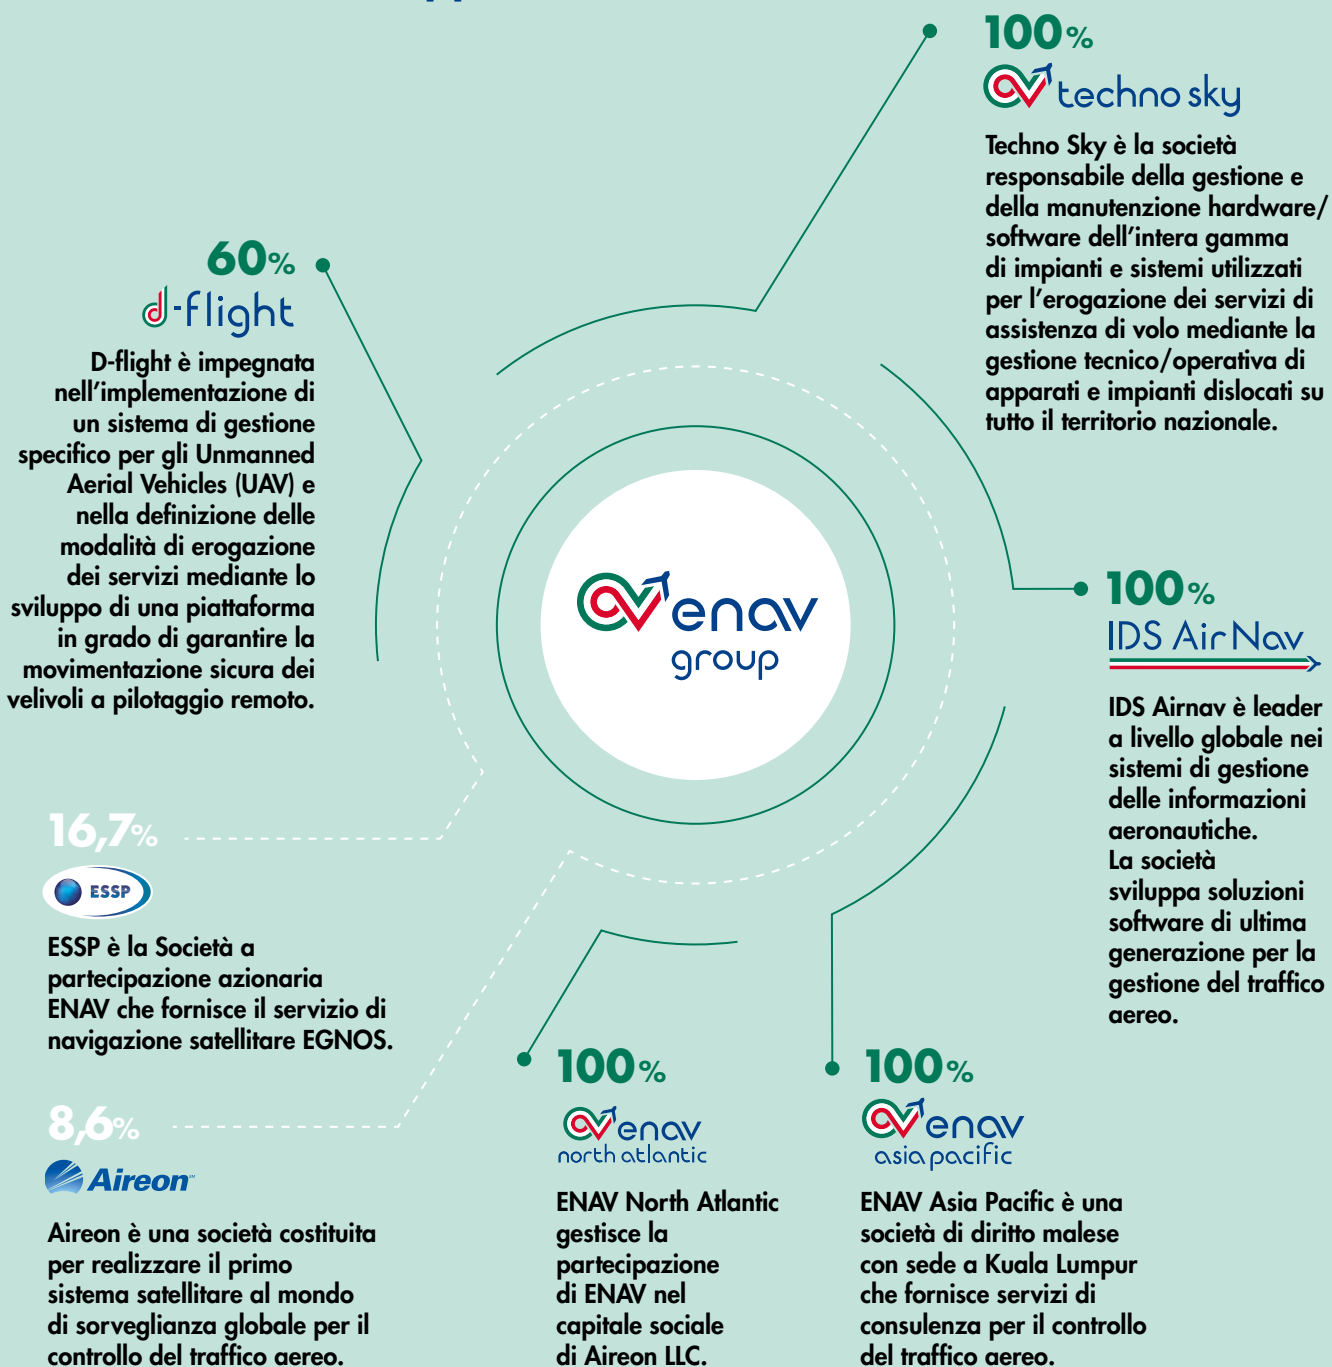 100%
techno sky
Techno Sky è la società
responsabile della gestione e
della manutenzione hardware/
software dell'intera gamma
di impianti e sistemi utilizzati
per l'erogazione dei servizi di
assistenza di volo mediante la
gestione tecnico/operativa di
apparati e impianti dislocati su
tutto il territorio nazionale.
60%
d-flight
D-flight è impegnata
nell'implementazione di
un sistema di gestione
specifico per gli Unmanned
Aerial Vehicles (UAV) e
nella definizione delle
modalità di erogazione
dei servizi mediante lo
sviluppo di una piattaforma
in grado di garantire la
movimentazione sicura dei
velivoli a pilotaggio remoto.
enav
group
100%
IDS AirNav
IDS Airnav è leader
a livello globale nei
sistemi di gestione
delle informazioni
aeronautiche.
La società
sviluppa soluzioni
software di ultima
generazione per la
gestione del traffico
aereo.
16,7%
ESSP
ESSP è la Società a
partecipazione azionaria
ENAV che fornisce il servizio di
navigazione satellitare EGNOS.
8,6%
Aireon
Aireon è una società costituita
per realizzare il primo
sistema satellitare al mondo
di sorveglianza globale per il
controllo del traffico aereo.
100%
enav
north atlantic
ENAV North Atlantic
gestisce la
partecipazione
di ENAV nel
capitale sociale
di Aireon LLC.
100%
enav
asia pacific
ENAV Asia Pacific è una
società di diritto malese
con sede a Kuala Lumpur
che fornisce servizi di
consulenza per il controllo
del traffico aereo.